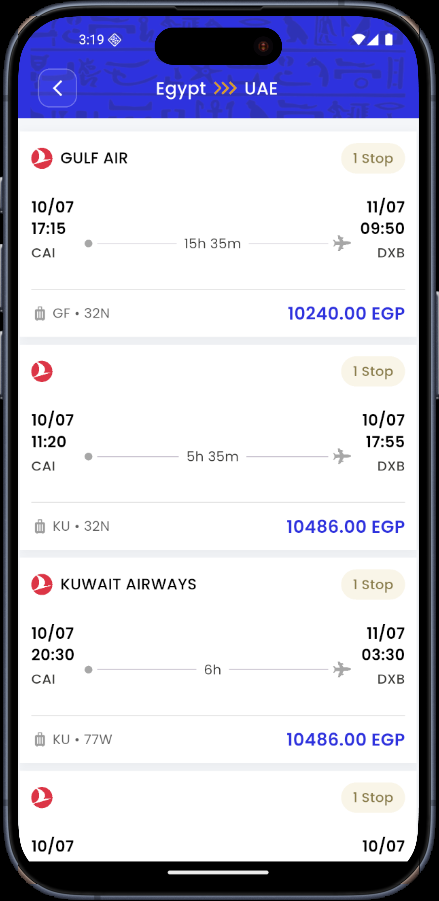 3:19
Egypt >>> UAE
GULF AIR
1 Stop
10/07
11/07
17:15
09:50
15h 35m
CAI
DXB
GF • 32N
10240.00 EGP
1 Stop
10/07
10/07
11:20
17:55
5h 35m
CAI
DXB
KU • 32N
10486.00 EGP
KUWAIT AIRWAYS
1 Stop
10/07
11/07
20:30
03:30
6h
CAI
DXB
KU • 77W
10486.00 EGP
1 Stop
10/07
10/07